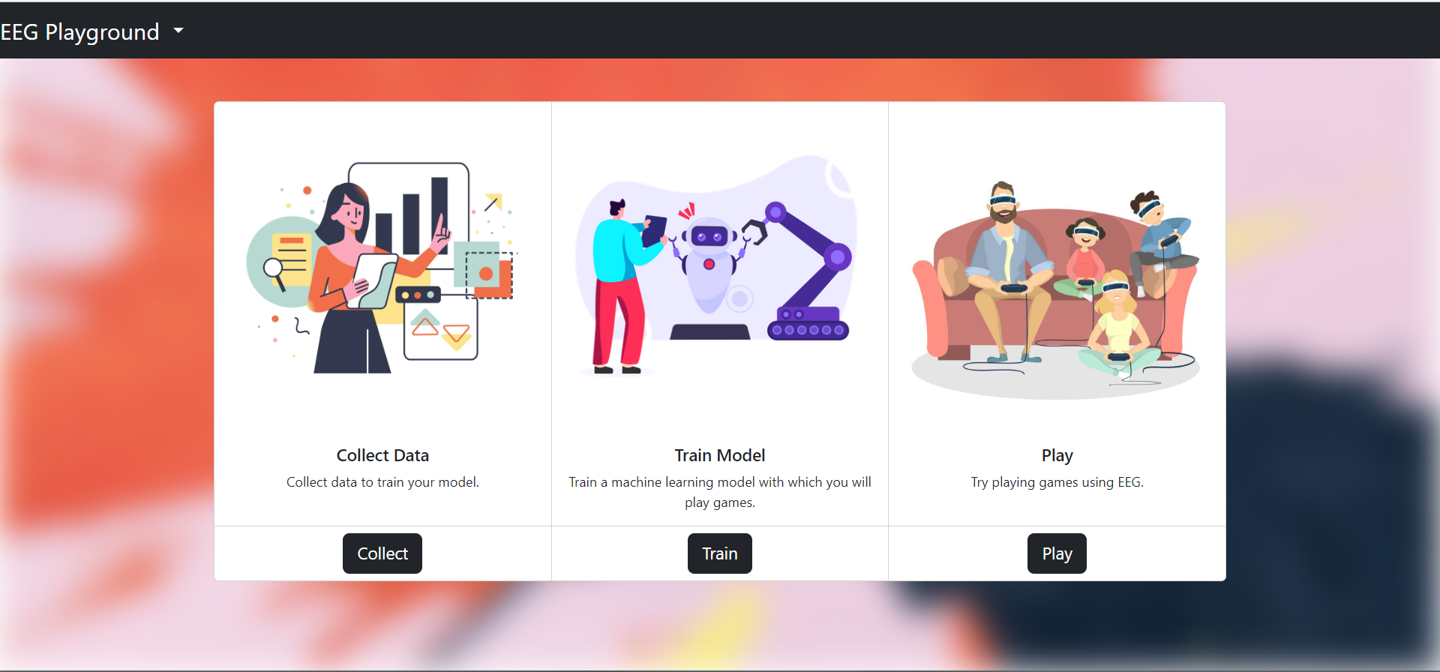 EEG Playground
Collect Data
Collect data to train your model.
Collect
Train Model
Train a machine learning model with which you will
play games.
Train
Play
Try playing games using EEG.
Play